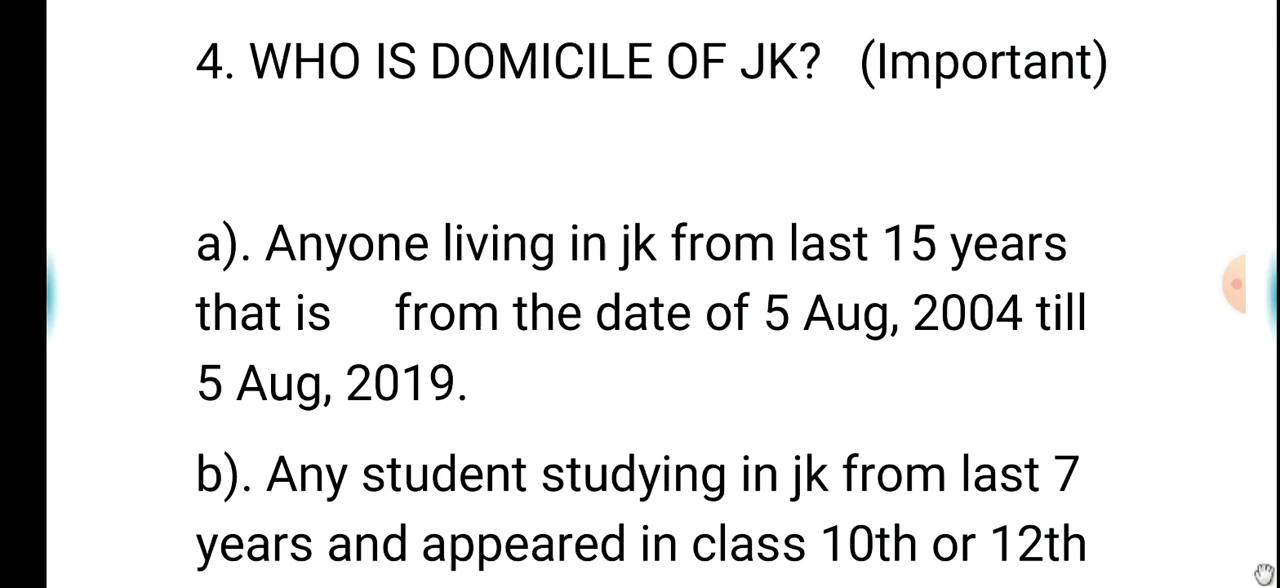 4. WHO IS DOMICILE OF JK? (Important)
a). Anyone living in jk from last 15 years
that is from the date of 5 Aug, 2004 till
5 Aug, 2019.
b). Any student studying in jk from last 7
years and appeared in class 10th or 12th